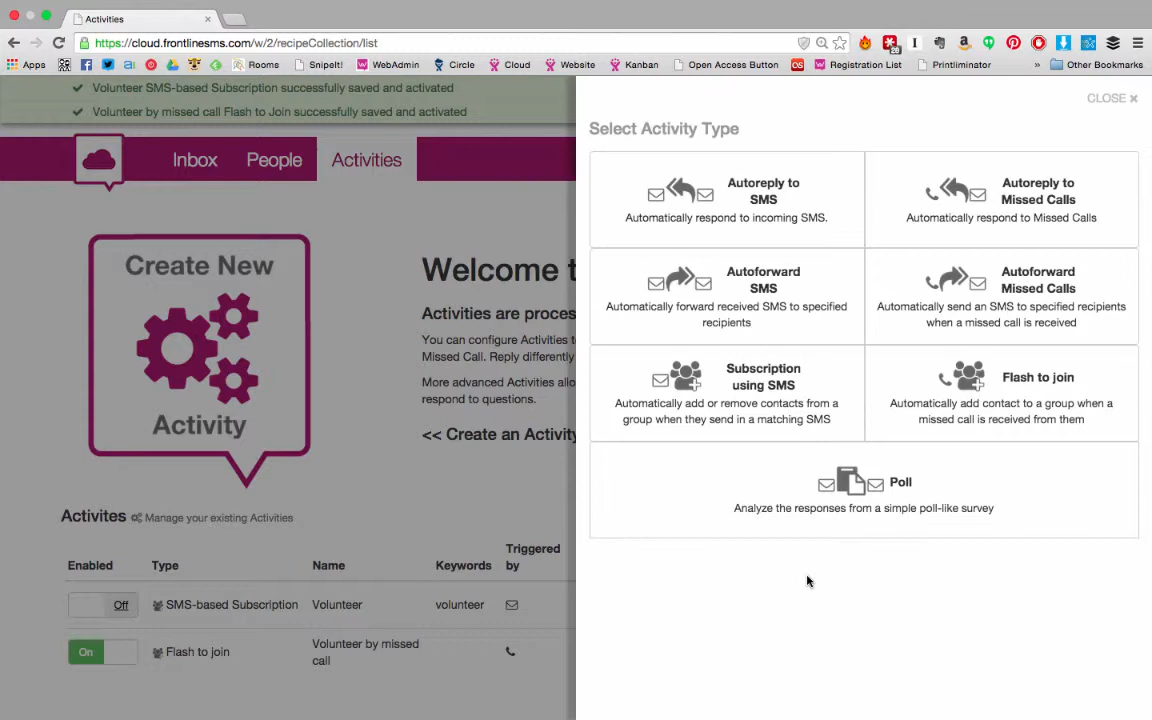 Activities
https://cloud.frontlinesms.com/w/2/recipeCollection/list
Apps SnipeIt! WebAdmin Circle Cloud Website Kanban Open Access Button OS Registration List Printliminator » Other Bookmarks
Rooms
Volunteer SMS-based Subscription successfully saved and activated
Volunteer by missed call Flash to Join successfully saved and activated
Inbox People Activities
Create New
Activity
Welcome t
Activities are proces
You can configure Activities t
Missed Call. Reply differently
More advanced Activities allo
respond to questions.
<< Create an Activity
Activites Manage your existing Activities
Enabled Type Name Keywords Triggered by
Off SMS-based Subscription Volunteer volunteer
On Flash to join Volunteer by missed call
CLOSE ×
Select Activity Type
Autoreply to
SMS
Automatically respond to incoming SMS.
Autoreply to
Missed Calls
Automatically respond to Missed Calls
Autoforward
SMS
Automatically forward received SMS to specified
recipients
Autoforward
Missed Calls
Automatically send an SMS to specified recipients
when a missed call is received
Subscription
using SMS
Automatically add or remove contacts from a
group when they send in a matching SMS
Flash to join
Automatically add contact to a group when a
missed call is received from them
Poll
Analyze the responses from a simple poll-like survey